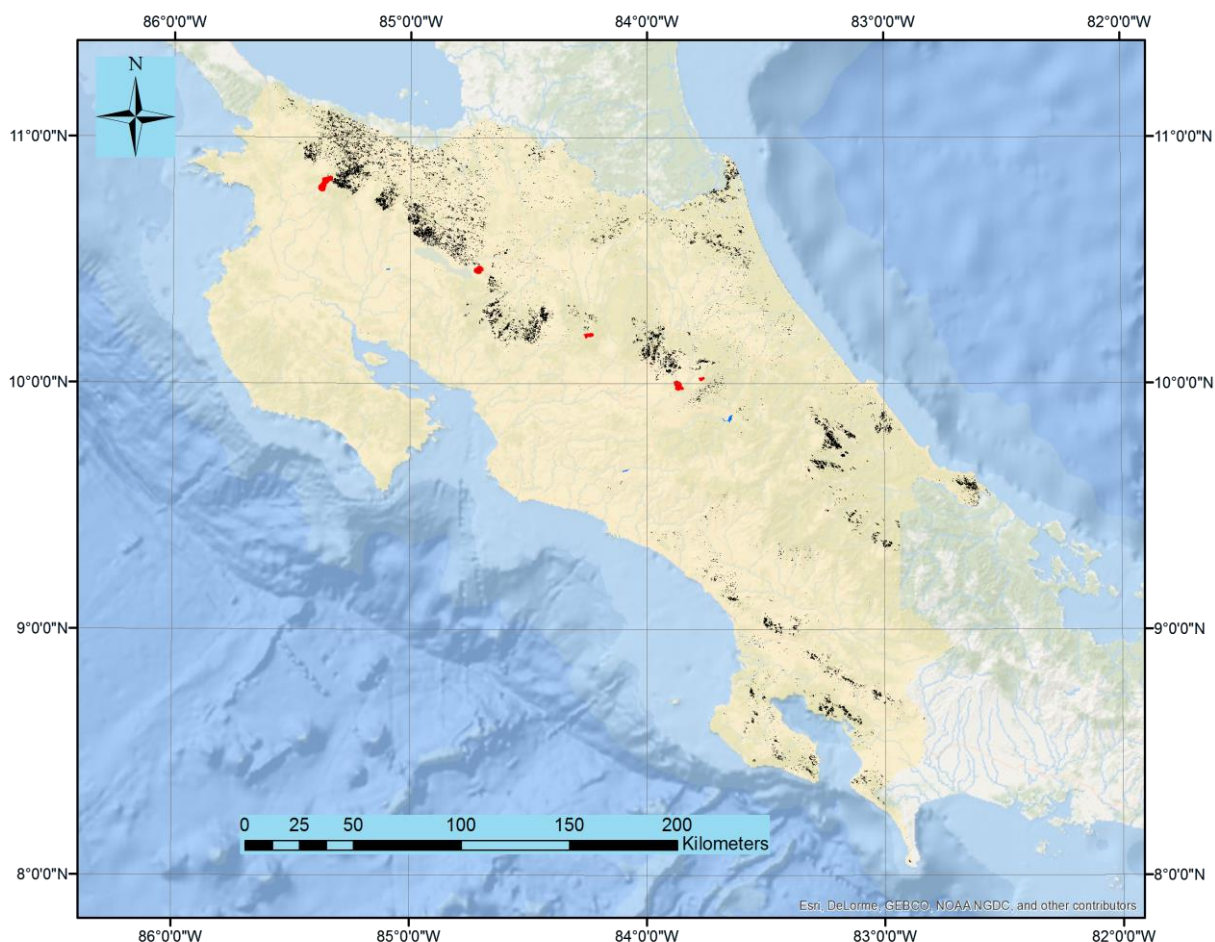 86°0'0"W 85°0'0"W 84°0'0"W 83°0'0"W 82°0'0"W
N
11°0'0"N 11°0'0"N
10°0'0"N 10°0'0"N
9°0'0"N 9°0'0"N
0 25 50 100 150 200
Kilometers
8°0'0"N 8°0'0"N
Esri, DeLorme, GEBCO, NOAA NGDC, and other contributors
86°0'0"W 85°0'0"W 84°0'0"W 83°0'0"W 82°0'0"W